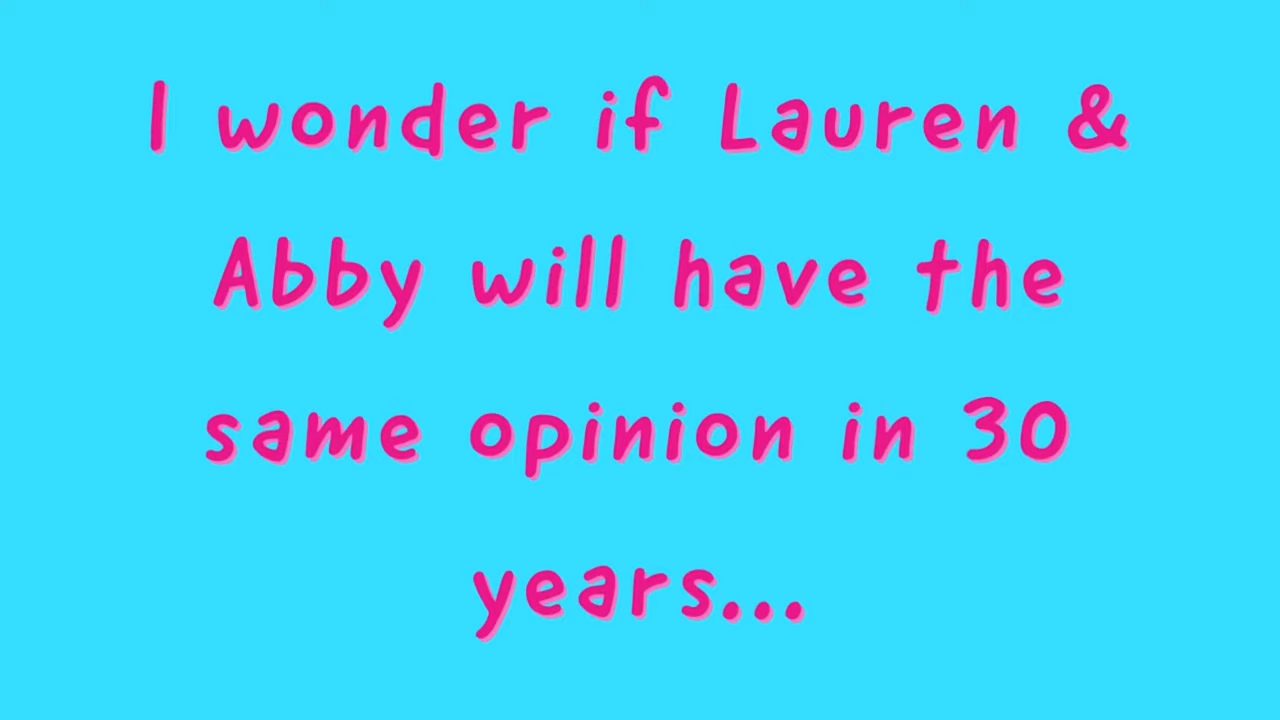 I wonder if Lauren &
Abby will have the
same opinion in 30
years...